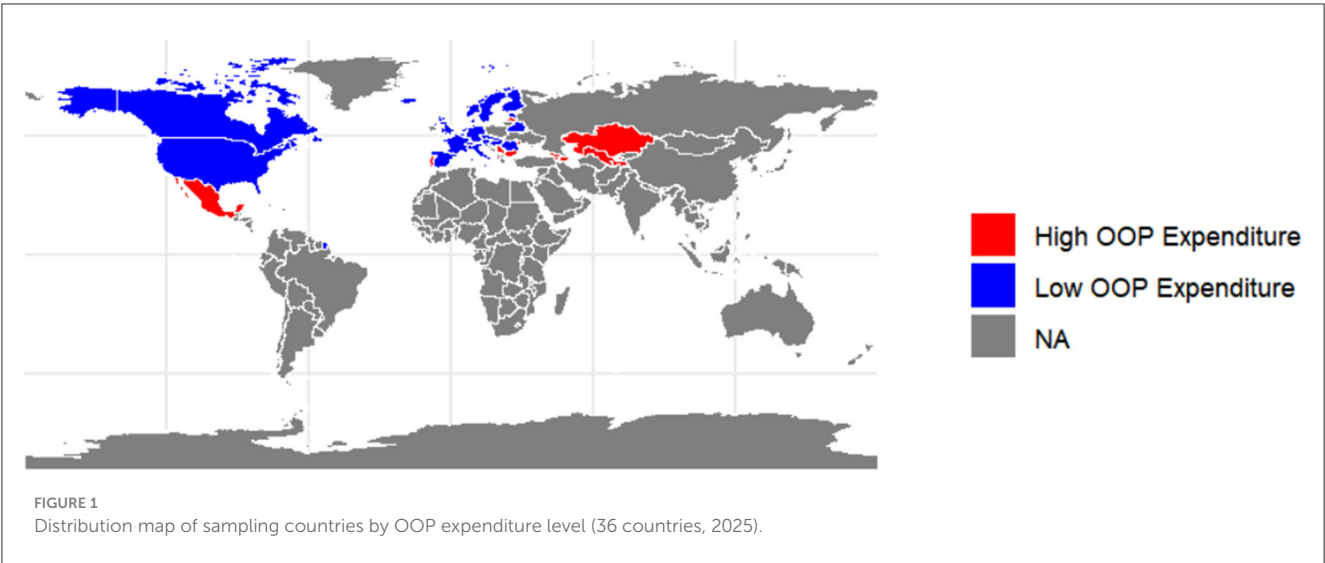 High OOP Expenditure
Low OOP Expenditure
NA
FIGURE 1
Distribution map of sampling countries by OOP expenditure level (36 countries, 2025).